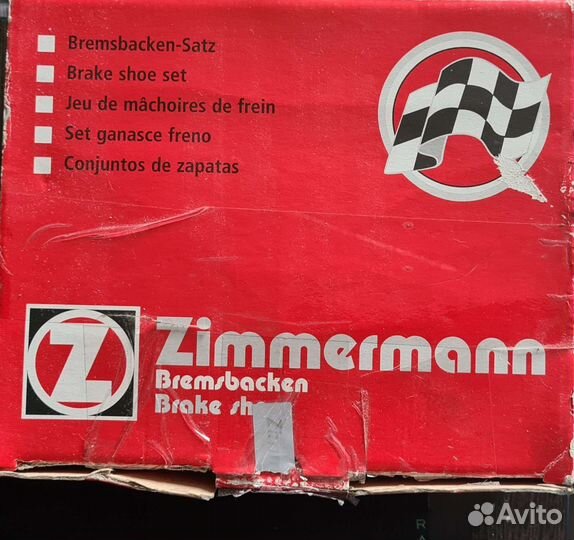 Bremsbacken-Satz
Brake shoe set
Jeu de mâchoires de frein
Set ganasce freno
Conjuntos de zapatas
Z
Zimmermann
Bremsbacken
Brake
Avito